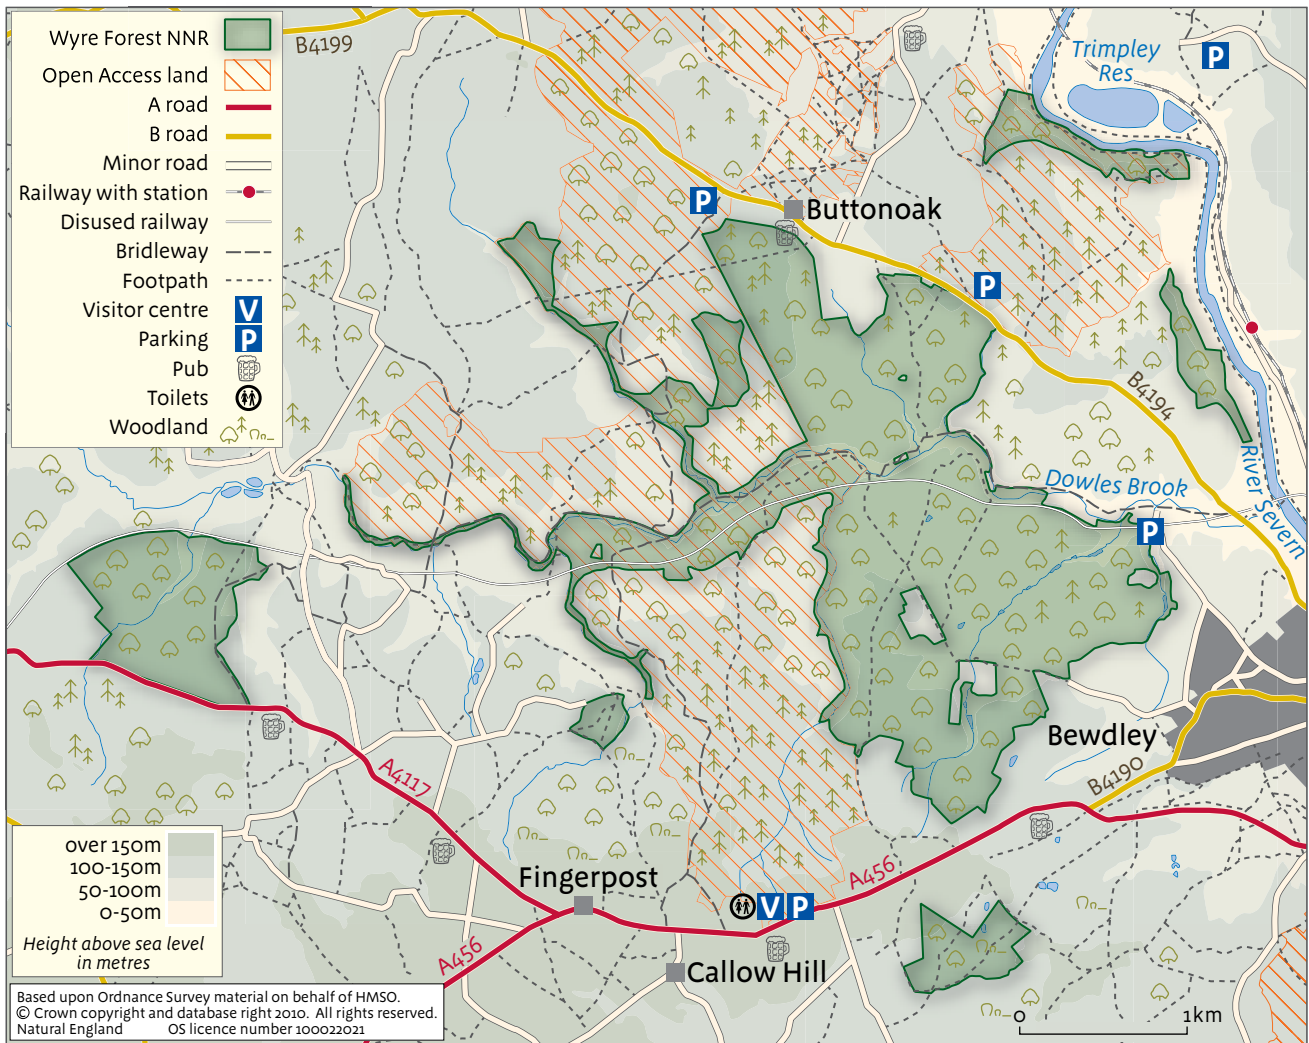 Wyre Forest NNR
Open Access land
A road
B road
Minor road
Railway with station
Disused railway
Bridleway
Footpath
Visitor centre
V
Parking
P
Pub
Toilets
Woodland
B4199
Trimpley
Res
P
P
Buttonoak
P
B4194
Dowles Brook
River Severn
P
Bewdley
B4190
A4117
Fingerpost
A456
V P
A456
Callow Hill
over 150m
100-150m
50-100m
0-50m
Height above sea level
in metres
Based upon Ordnance Survey material on behalf of HMSO.
© Crown copyright and database right 2010. All rights reserved.
Natural England OS licence number 100022021
0 1km